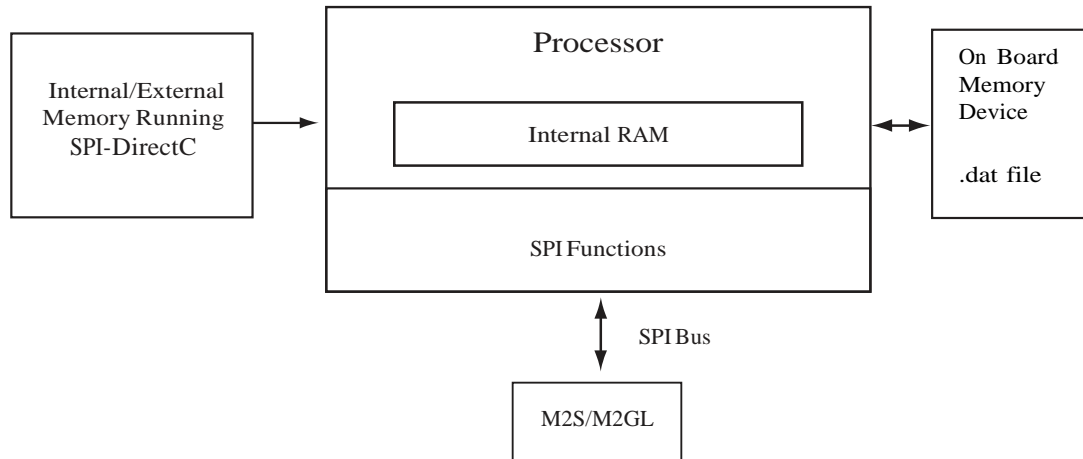 Processor
Internal/External
Memory Running
SPI-DirectC
Internal RAM
On Board
Memory
Device
.dat file
SPI Functions
SPI Bus
M2S/M2GL